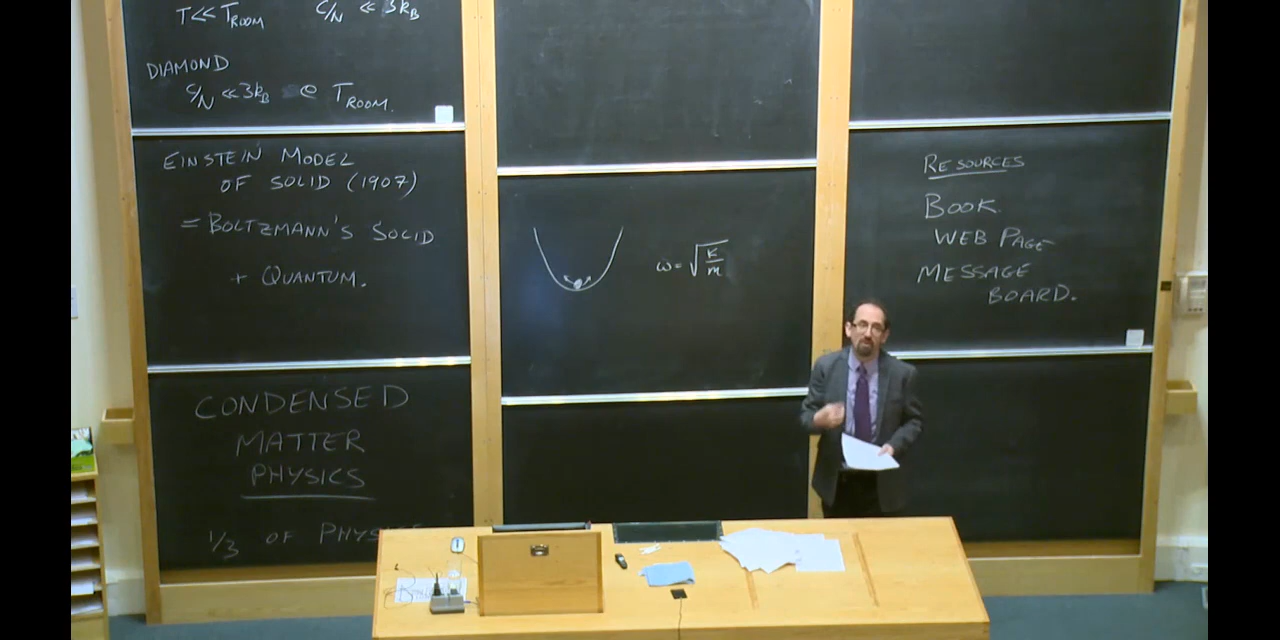 T ≪ T_ROOM C/N ≪ 3k_B
DIAMOND
C/N ≪ 3k_B @ T_ROOM.
EINSTEIN MODEL
OF SOLID (1907)
= BOLTZMANN'S SOLID
+ QUANTUM.
CONDENSED
MATTER
PHYSICS
1/3 OF PHYSICS
ω = √(K/m)
RESOURCES
BOOK
WEB PAGE
MESSAGE
BOARD.